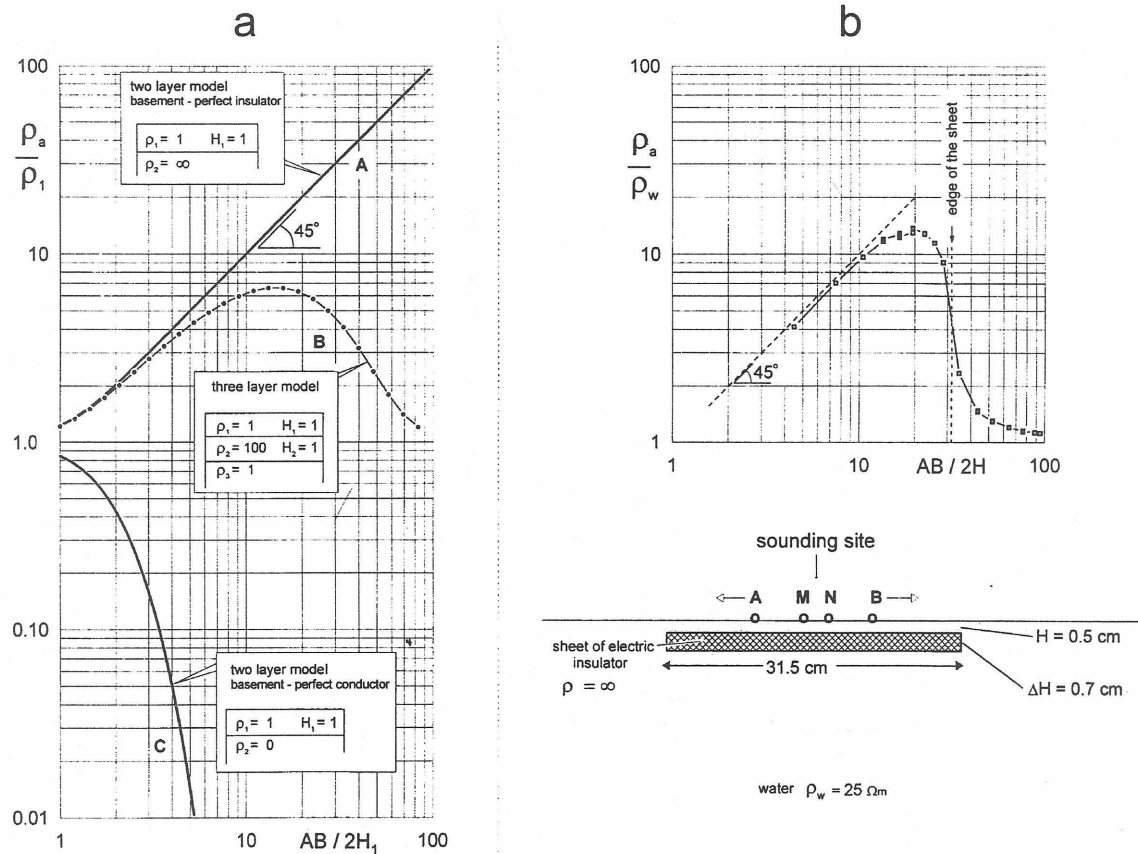 a
100
10
1.0
0.10
0.01
ρa
ρ1
two layer model
basement - perfect insulator
ρ1 = 1 H1 = 1
ρ2 = ∞
A
45°
B
three layer model
ρ1 = 1 H1 = 1
ρ2 = 100 H2 = 1
ρ3 = 1
two layer model
basement - perfect conductor
ρ1 = 1 H1 = 1
ρ2 = 0
C
1 10 AB / 2H1 100
b
100
10
1
ρa
ρw
edge of the sheet
45°
1 10 AB / 2H 100
sounding site
A M N B
H = 0.5 cm
sheet of electric
insulator
31.5 cm
ρ = ∞
ΔH = 0.7 cm
water ρw = 25 Ωm